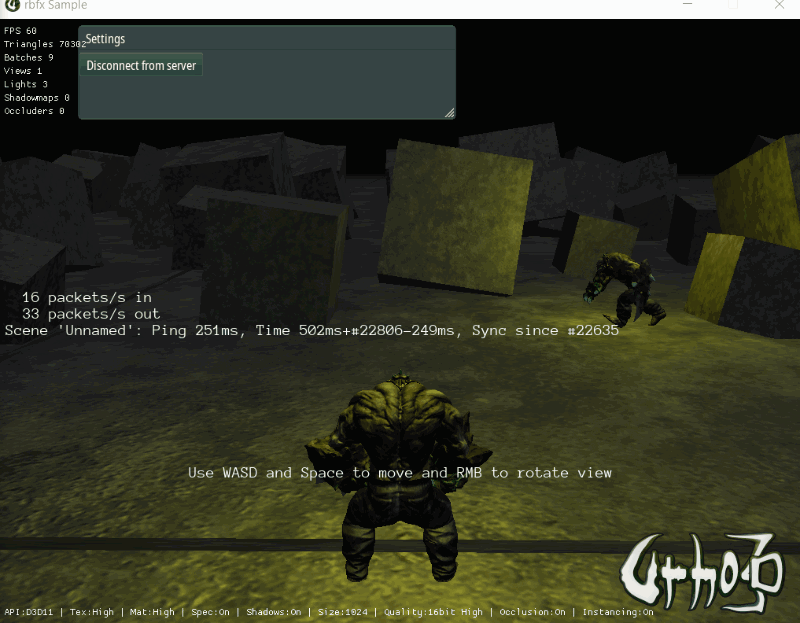 rbfx Sample
FPS 60
Triangles 70302
Batches 9
Views 1
Lights 3
Shadowmaps 0
Occluders 0
Settings
Disconnect from server
16 packets/s in
33 packets/s out
Scene 'Unnamed': Ping 251ms, Time 502ms+#22806-249ms, Sync since #22635
Use WASD and Space to move and RMB to rotate view
API:D3D11 | Tex:High | Mat:High | Spec:On | Shadows:On | Size:1024 | Quality:16bit High | Occlusion:On | Instancing:On